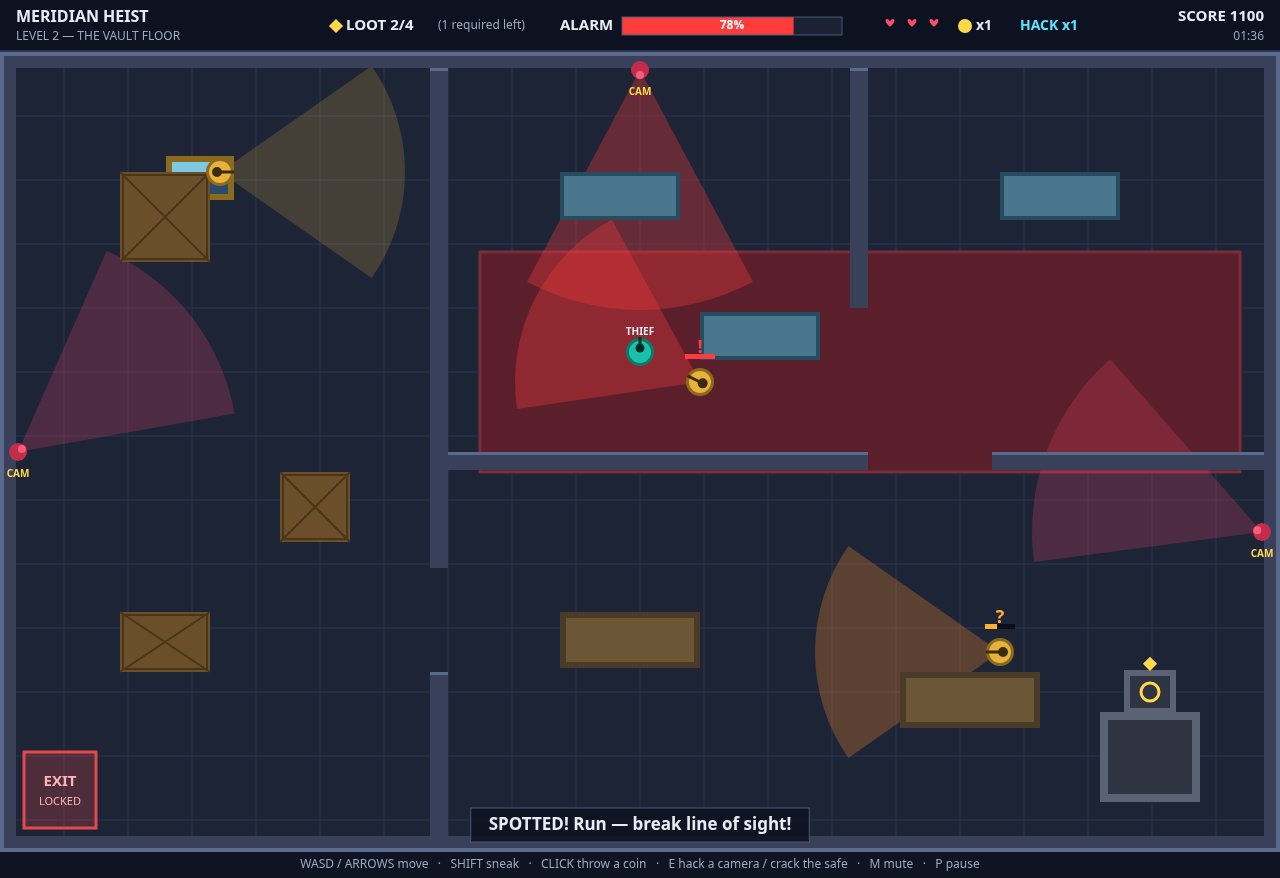 MERIDIAN HEIST
LEVEL 2 — THE VAULT FLOOR
LOOT 2/4
(1 required left)
ALARM
78%
x1
HACK x1
SCORE 1100
01:36
CAM
THIEF
!
CAM
CAM
?
EXIT
LOCKED
SPOTTED! Run — break line of sight!
WASD / ARROWS move · SHIFT sneak · CLICK throw a coin · E hack a camera / crack the safe · M mute · P pause